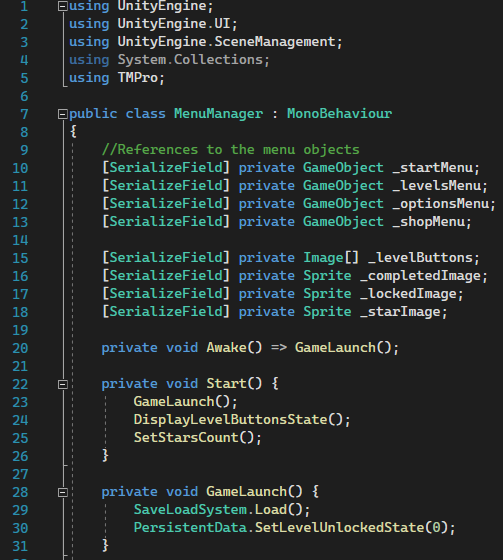 1 using UnityEngine;
2 using UnityEngine.UI;
3 using UnityEngine.SceneManagement;
4 using System.Collections;
5 using TMPro;
6
7 public class MenuManager : MonoBehaviour
8 {
9 //References to the menu objects
10 [SerializeField] private GameObject _startMenu;
11 [SerializeField] private GameObject _levelsMenu;
12 [SerializeField] private GameObject _optionsMenu;
13 [SerializeField] private GameObject _shopMenu;
14
15 [SerializeField] private Image[] _levelButtons;
16 [SerializeField] private Sprite _completedImage;
17 [SerializeField] private Sprite _lockedImage;
18 [SerializeField] private Sprite _starImage;
19
20 private void Awake() => GameLaunch();
21
22 private void Start() {
23 GameLaunch();
24 DisplayLevelButtonsState();
25 SetStarsCount();
26 }
27
28 private void GameLaunch() {
29 SaveLoadSystem.Load();
30 PersistentData.SetLevelUnlockedState(0);
31 }